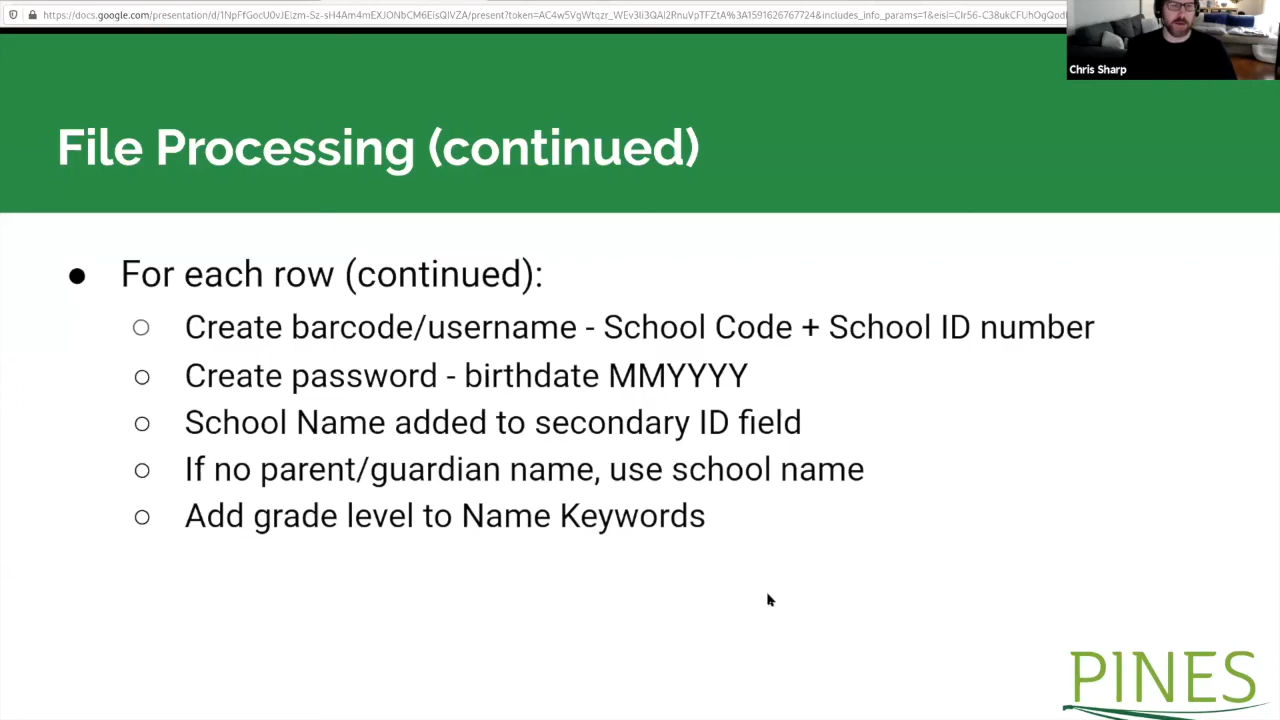 Chris Sharp
File Processing (continued)
● For each row (continued):
○ Create barcode/username - School Code + School ID number
○ Create password - birthdate MMYYYY
○ School Name added to secondary ID field
○ If no parent/guardian name, use school name
○ Add grade level to Name Keywords
PINES